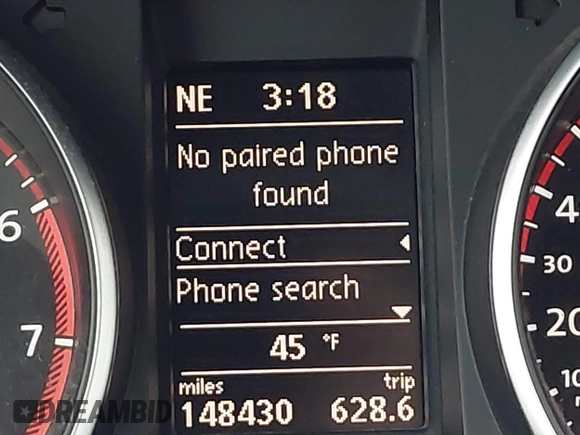 NE 3:18
No paired phone
found
Connect
Phone search
45 °F
miles trip
148430 628.6
6
7
4
30
20
10
DREAMBID